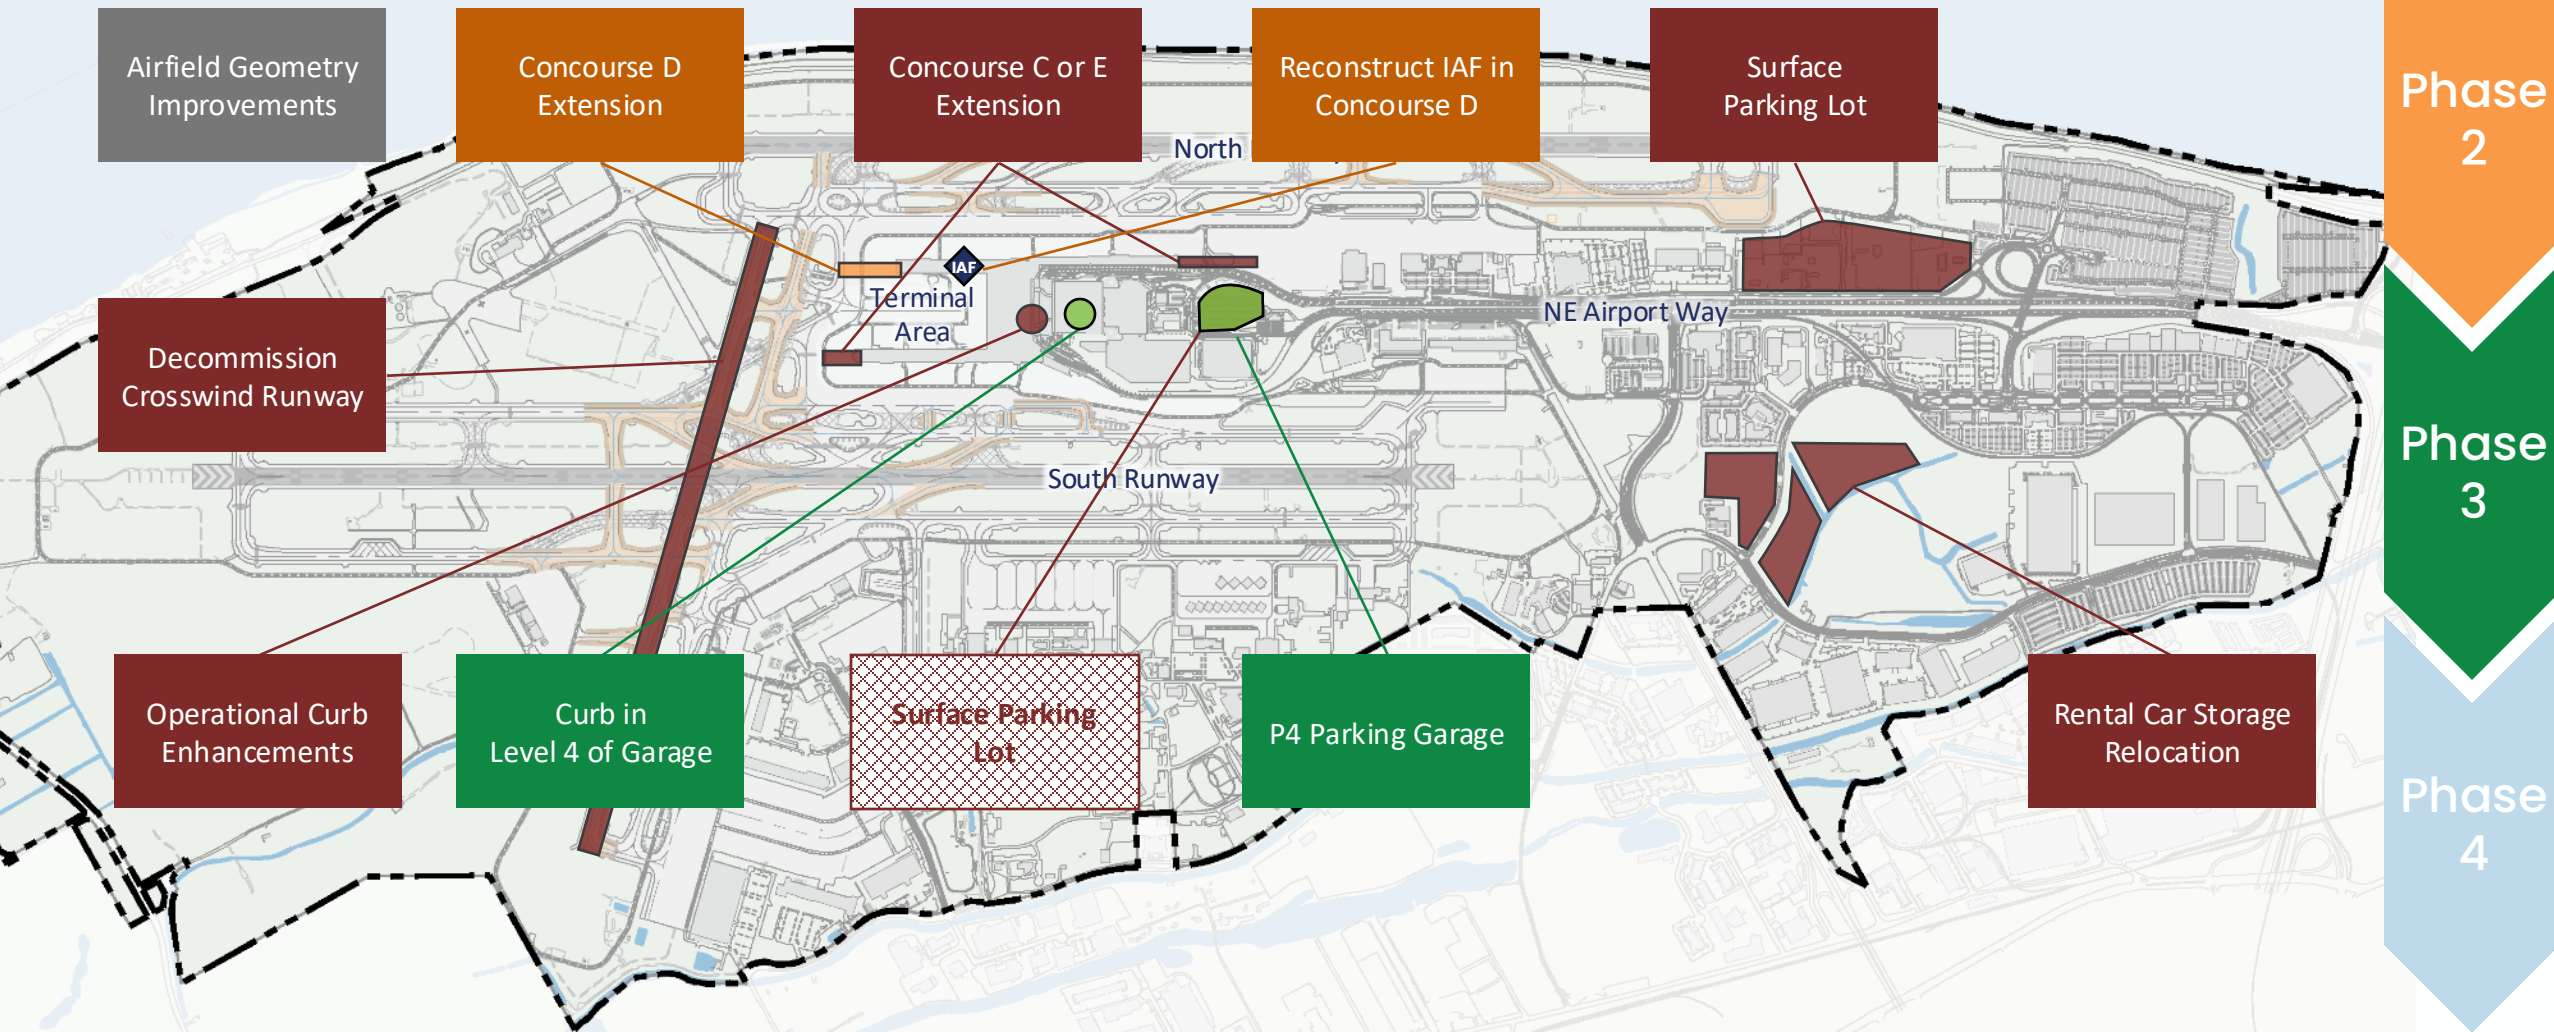 Airfield Geometry
Improvements
Concourse D
Extension
Concourse C or E
Extension
Reconstruct IAF in
Concourse D
Surface
Parking Lot
Phase
2
North
IAF
Terminal
Area
NE Airport Way
Decommission
Crosswind Runway
South Runway
Phase
3
Operational Curb
Enhancements
Curb in
Level 4 of Garage
Surface Parking
Lot
P4 Parking Garage
Rental Car Storage
Relocation
Phase
4